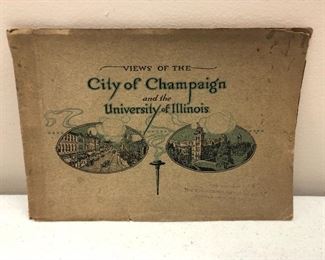 VIEWS OF THE
City of Champaign
and the
University of Illinois